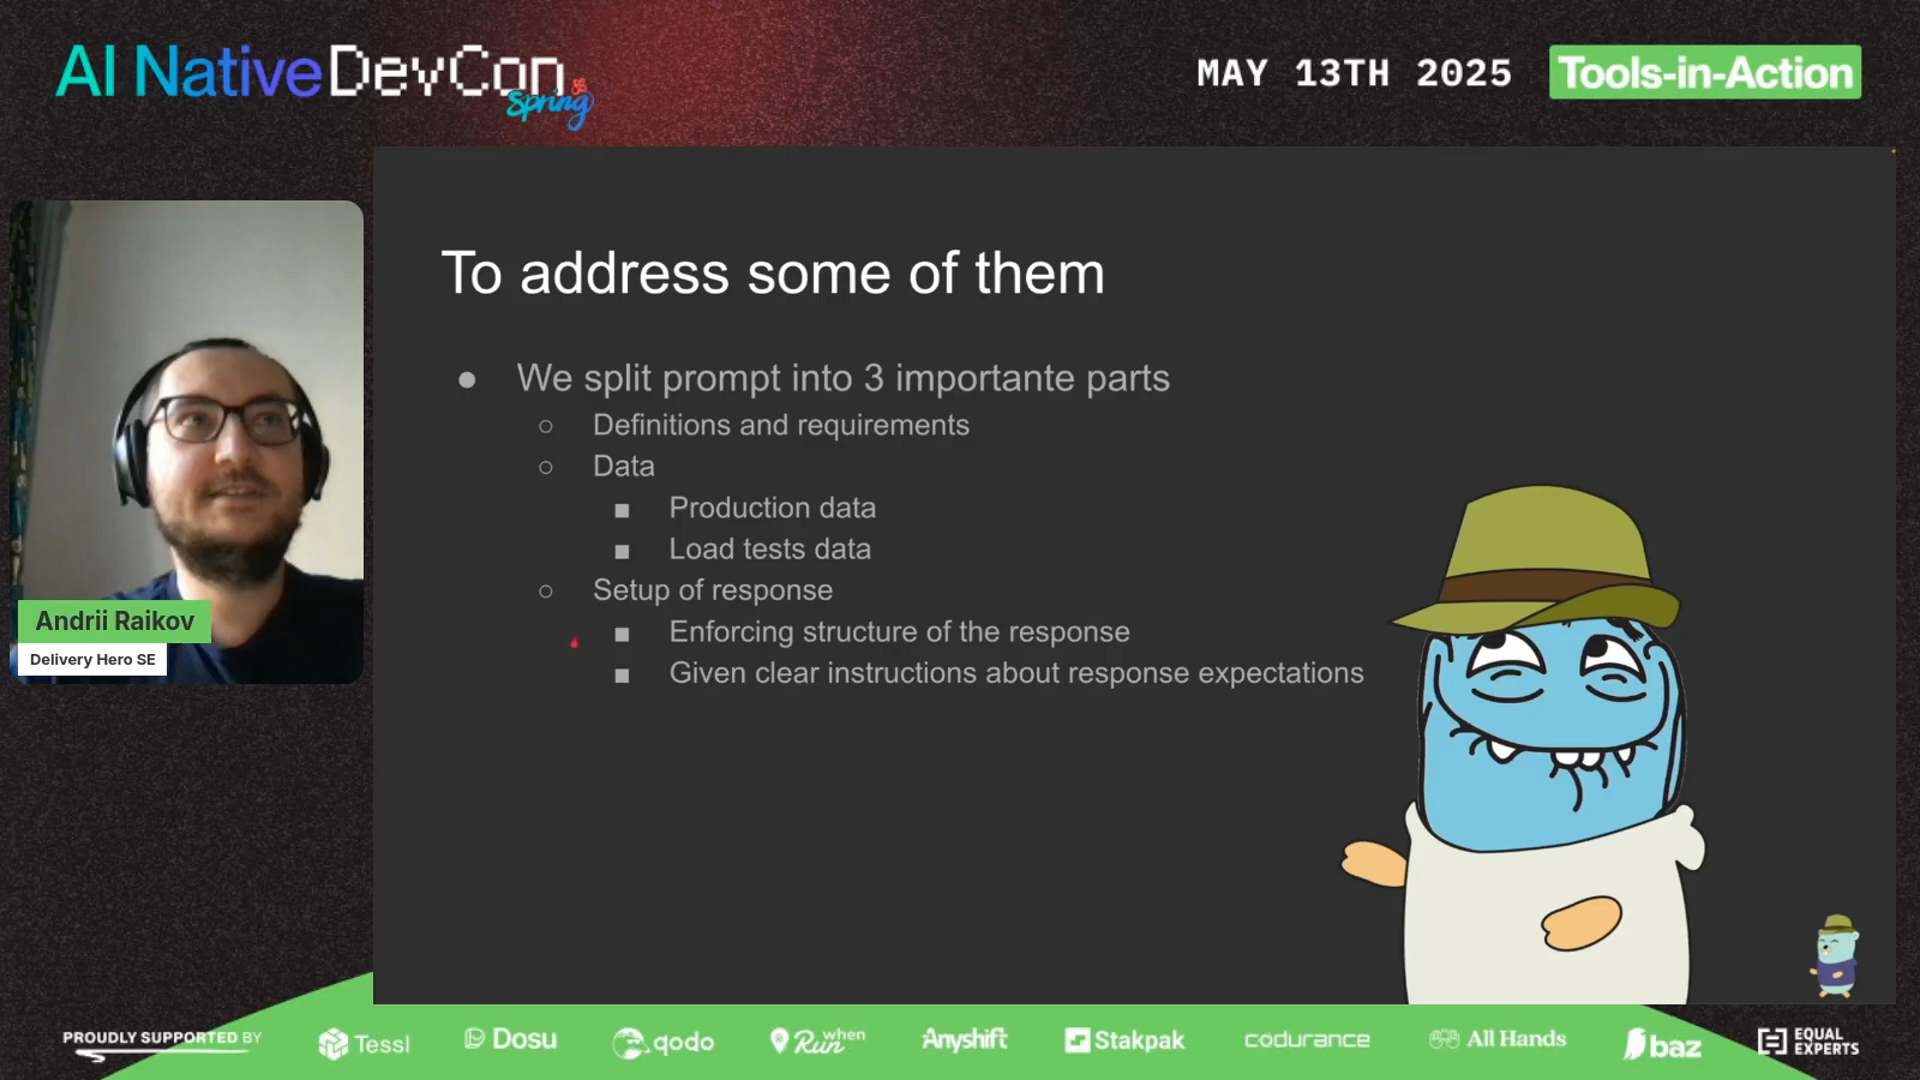 AI Native DevCon
Spring
MAY 13TH 2025
Tools-in-Action
To address some of them
We split prompt into 3 importante parts
Definitions and requirements
Data
Production data
Load tests data
Setup of response
Enforcing structure of the response
Given clear instructions about response expectations
Andrii Raikov
Delivery Hero SE
PROUDLY SUPPORTED BY
Tessl
Dosu
qodo
Run when
Anyshift
Stakpak
codurance
All Hands
baz
EQUAL
EXPERTS